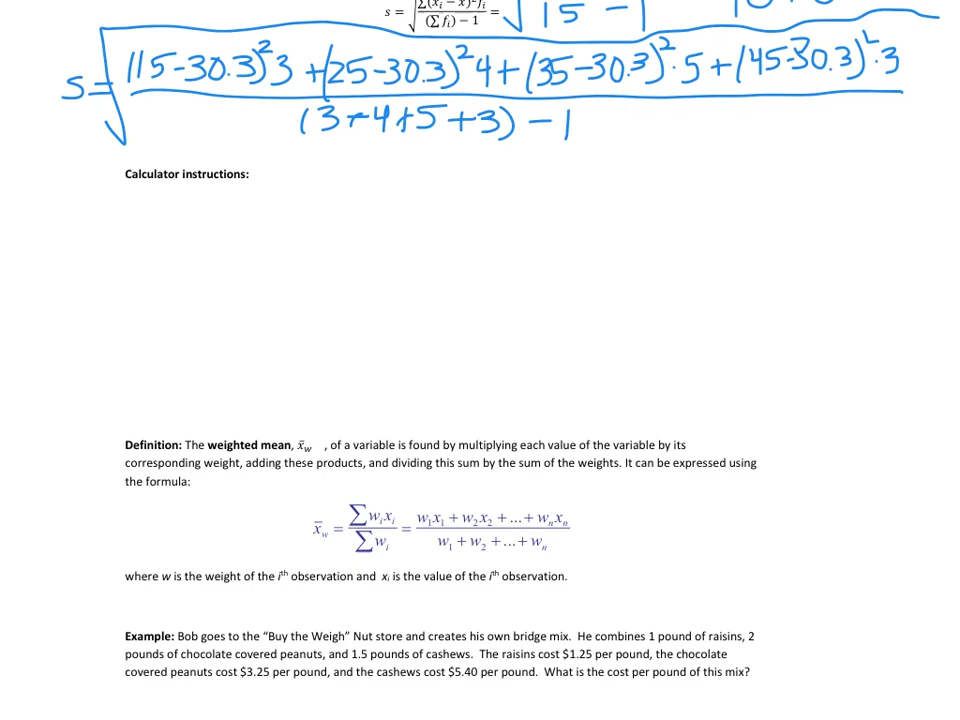 s = √ Σ(xᵢ − x̄)²fᵢ / (Σ fᵢ) − 1 = √ 15 - 1
s = √ (15-30.3)²3 + (25-30.3)²4 + (35-30.3)²·5 + (45-30.3)²·3
(3+4+5+3) - 1
Calculator instructions:
Definition: The weighted mean, x̄w , of a variable is found by multiplying each value of the variable by its
corresponding weight, adding these products, and dividing this sum by the sum of the weights. It can be expressed using
the formula:
x̄w = Σwᵢxᵢ / Σwᵢ = w₁x₁ + w₂x₂ + ... + wₙxₙ / w₁ + w₂ + ... + wₙ
where w is the weight of the iᵗʰ observation and xᵢ is the value of the iᵗʰ observation.
Example: Bob goes to the “Buy the Weigh” Nut store and creates his own bridge mix. He combines 1 pound of raisins, 2
pounds of chocolate covered peanuts, and 1.5 pounds of cashews. The raisins cost $1.25 per pound, the chocolate
covered peanuts cost $3.25 per pound, and the cashews cost $5.40 per pound. What is the cost per pound of this mix?